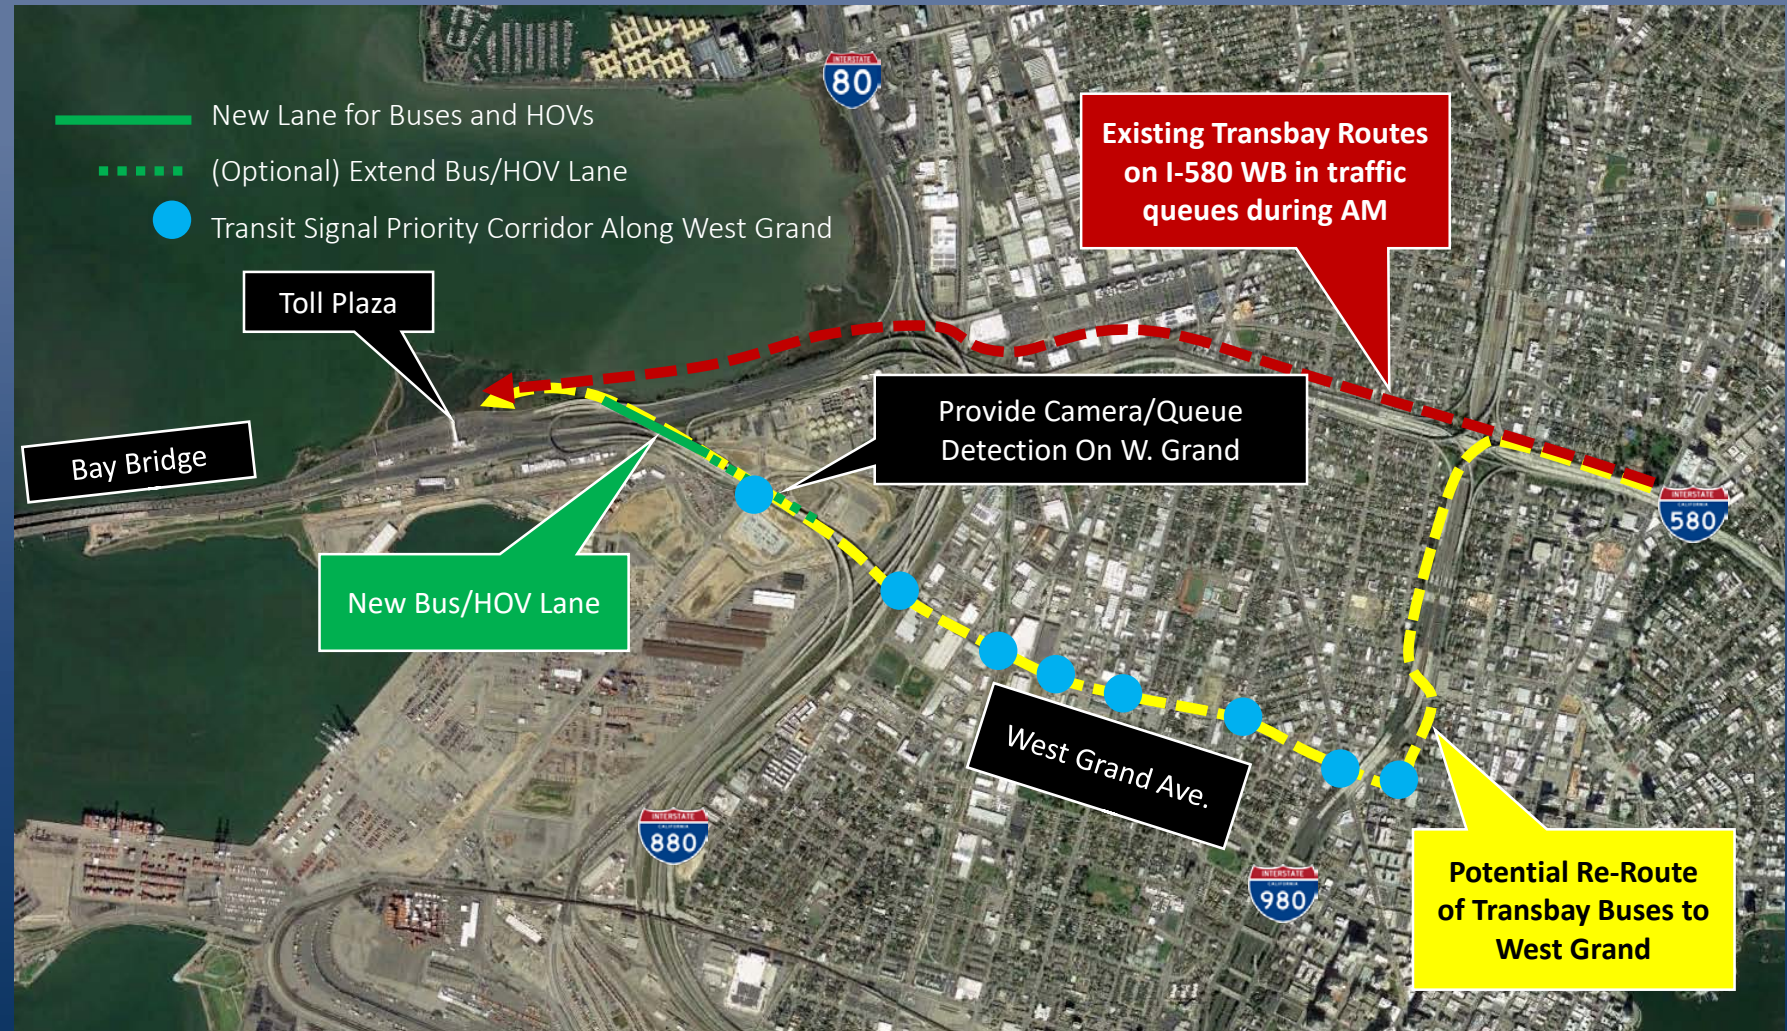 New Lane for Buses and HOVs
(Optional) Extend Bus/HOV Lane
Transit Signal Priority Corridor Along West Grand
INTERSTATE
80
Existing Transbay Routes
on I-580 WB in traffic
queues during AM
Toll Plaza
Bay Bridge
Provide Camera/Queue
Detection On W. Grand
INTERSTATE
CALIFORNIA
580
New Bus/HOV Lane
West Grand Ave.
INTERSTATE
CALIFORNIA
880
INTERSTATE
CALIFORNIA
980
Potential Re-Route
of Transbay Buses to
West Grand